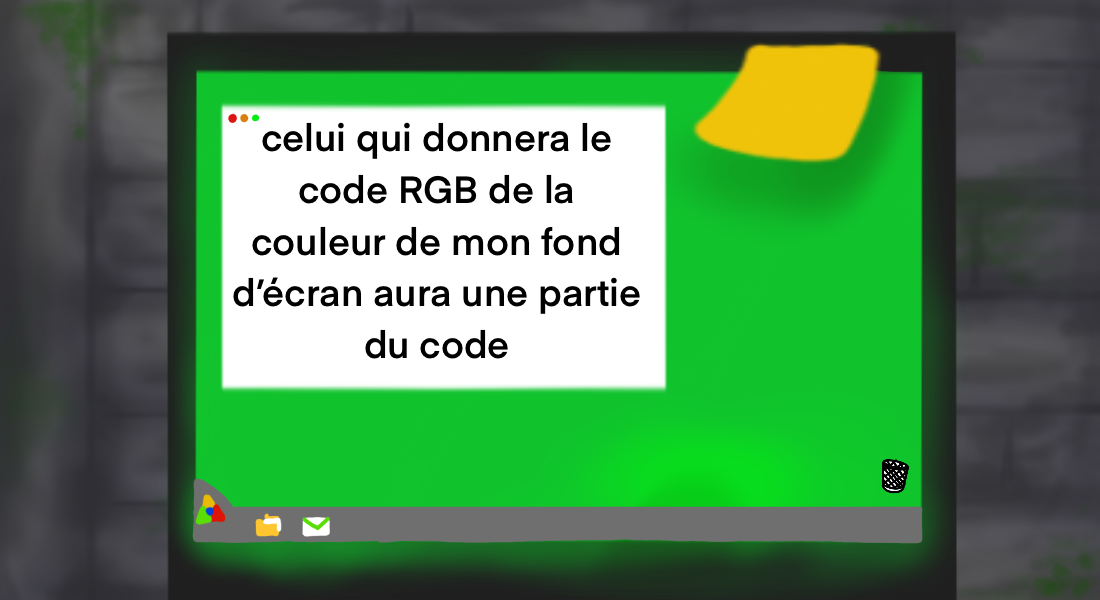 celui qui donnera le
code RGB de la
couleur de mon fond
d’écran aura une partie
du code